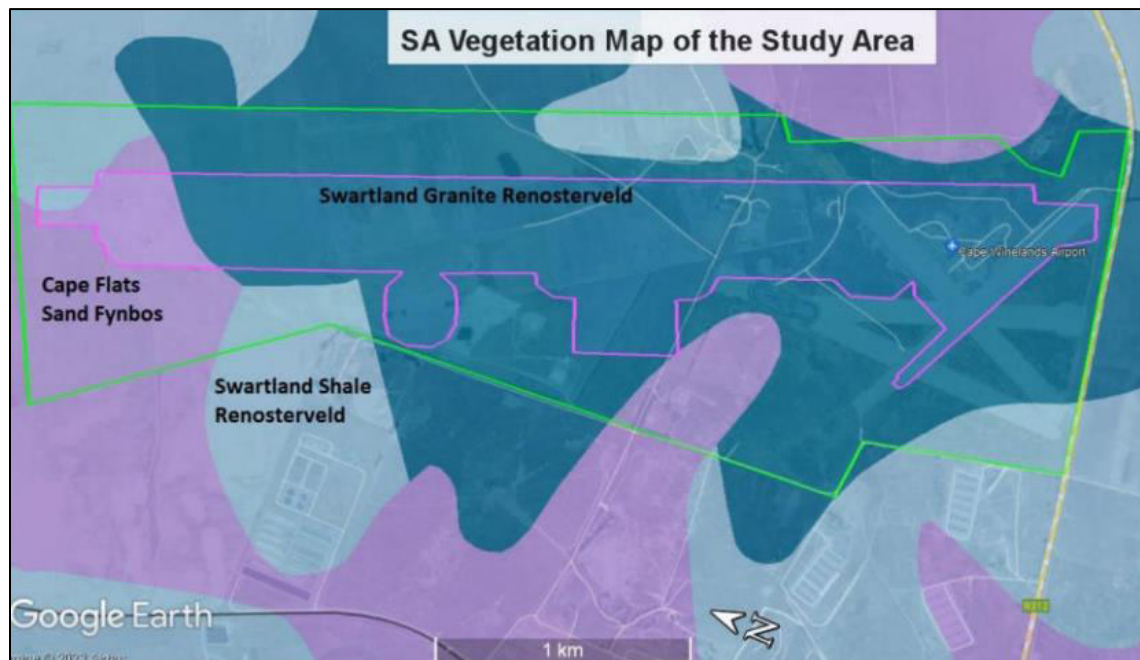 SA Vegetation Map of the Study Area
Swartland Granite Renosterveld
Cape Winelands Airport
Cape Flats
Sand Fynbos
Swartland Shale
Renosterveld
R312
Google Earth
N
1 km